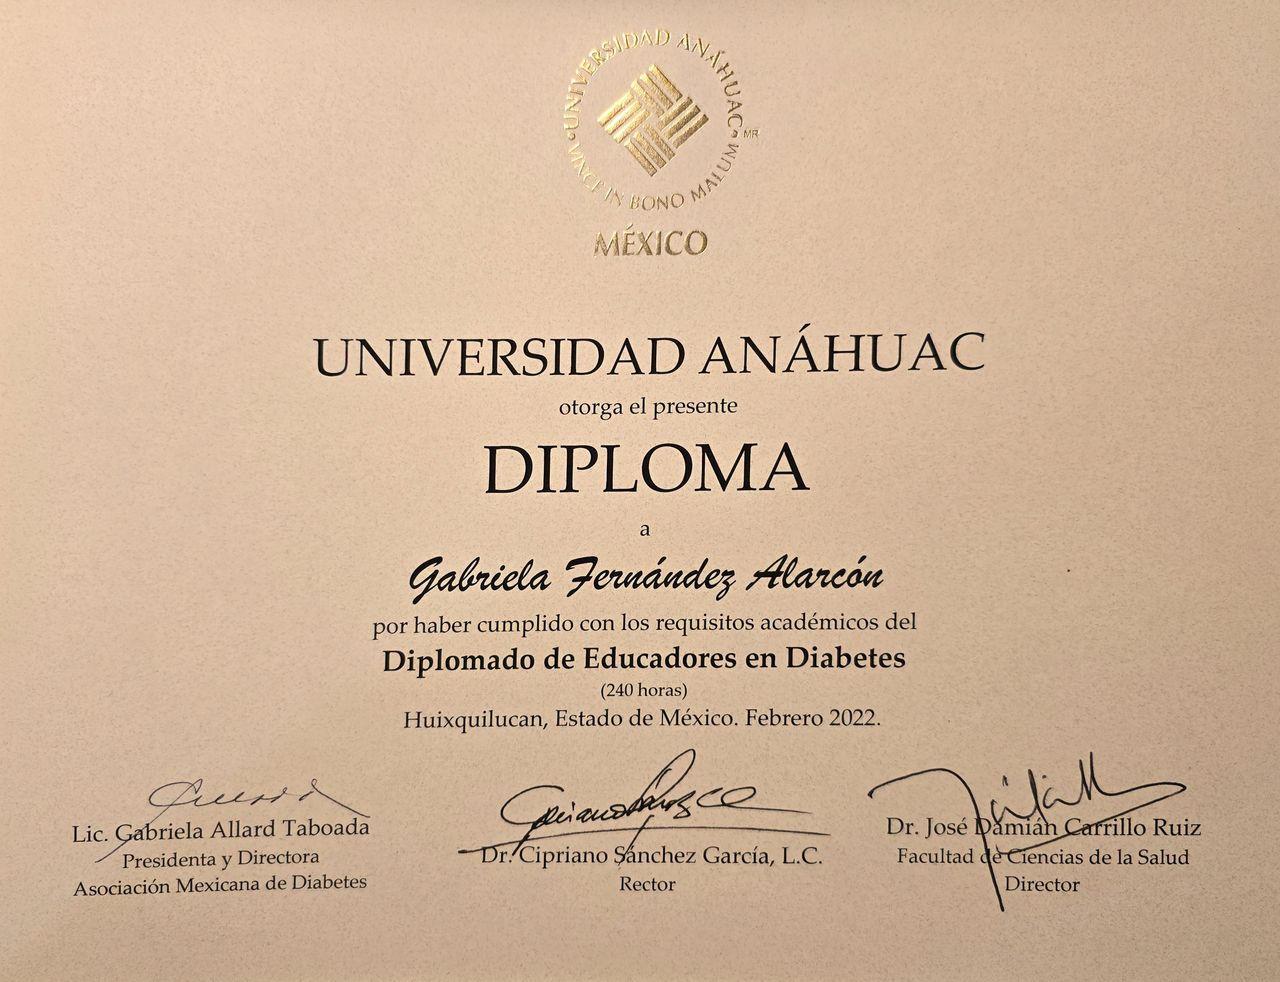 UNIVERSIDAD ANÁHUAC
VINCE IN BONO MALUM
MR
MÉXICO
UNIVERSIDAD ANÁHUAC
otorga el presente
DIPLOMA
a
Gabriela Fernández Alarcón
por haber cumplido con los requisitos académicos del
Diplomado de Educadores en Diabetes
(240 horas)
Huixquilucan, Estado de México. Febrero 2022.
Lic. Gabriela Allard Taboada
Presidenta y Directora
Asociación Mexicana de Diabetes
Dr. Cipriano Sánchez García, L.C.
Rector
Dr. José Damián Carrillo Ruiz
Facultad de Ciencias de la Salud
Director